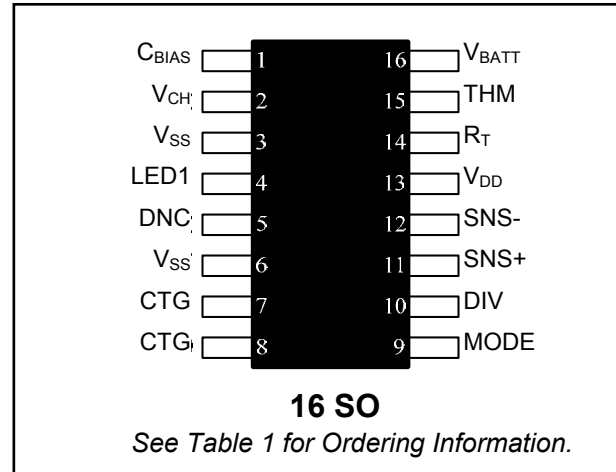 CBIAS 1 16 VBATT
VCH 2 15 THM
VSS 3 14 RT
LED1 4 13 VDD
DNC 5 12 SNS-
VSS 6 11 SNS+
CTG 7 10 DIV
CTG 8 9 MODE
16 SO
See Table 1 for Ordering Information.